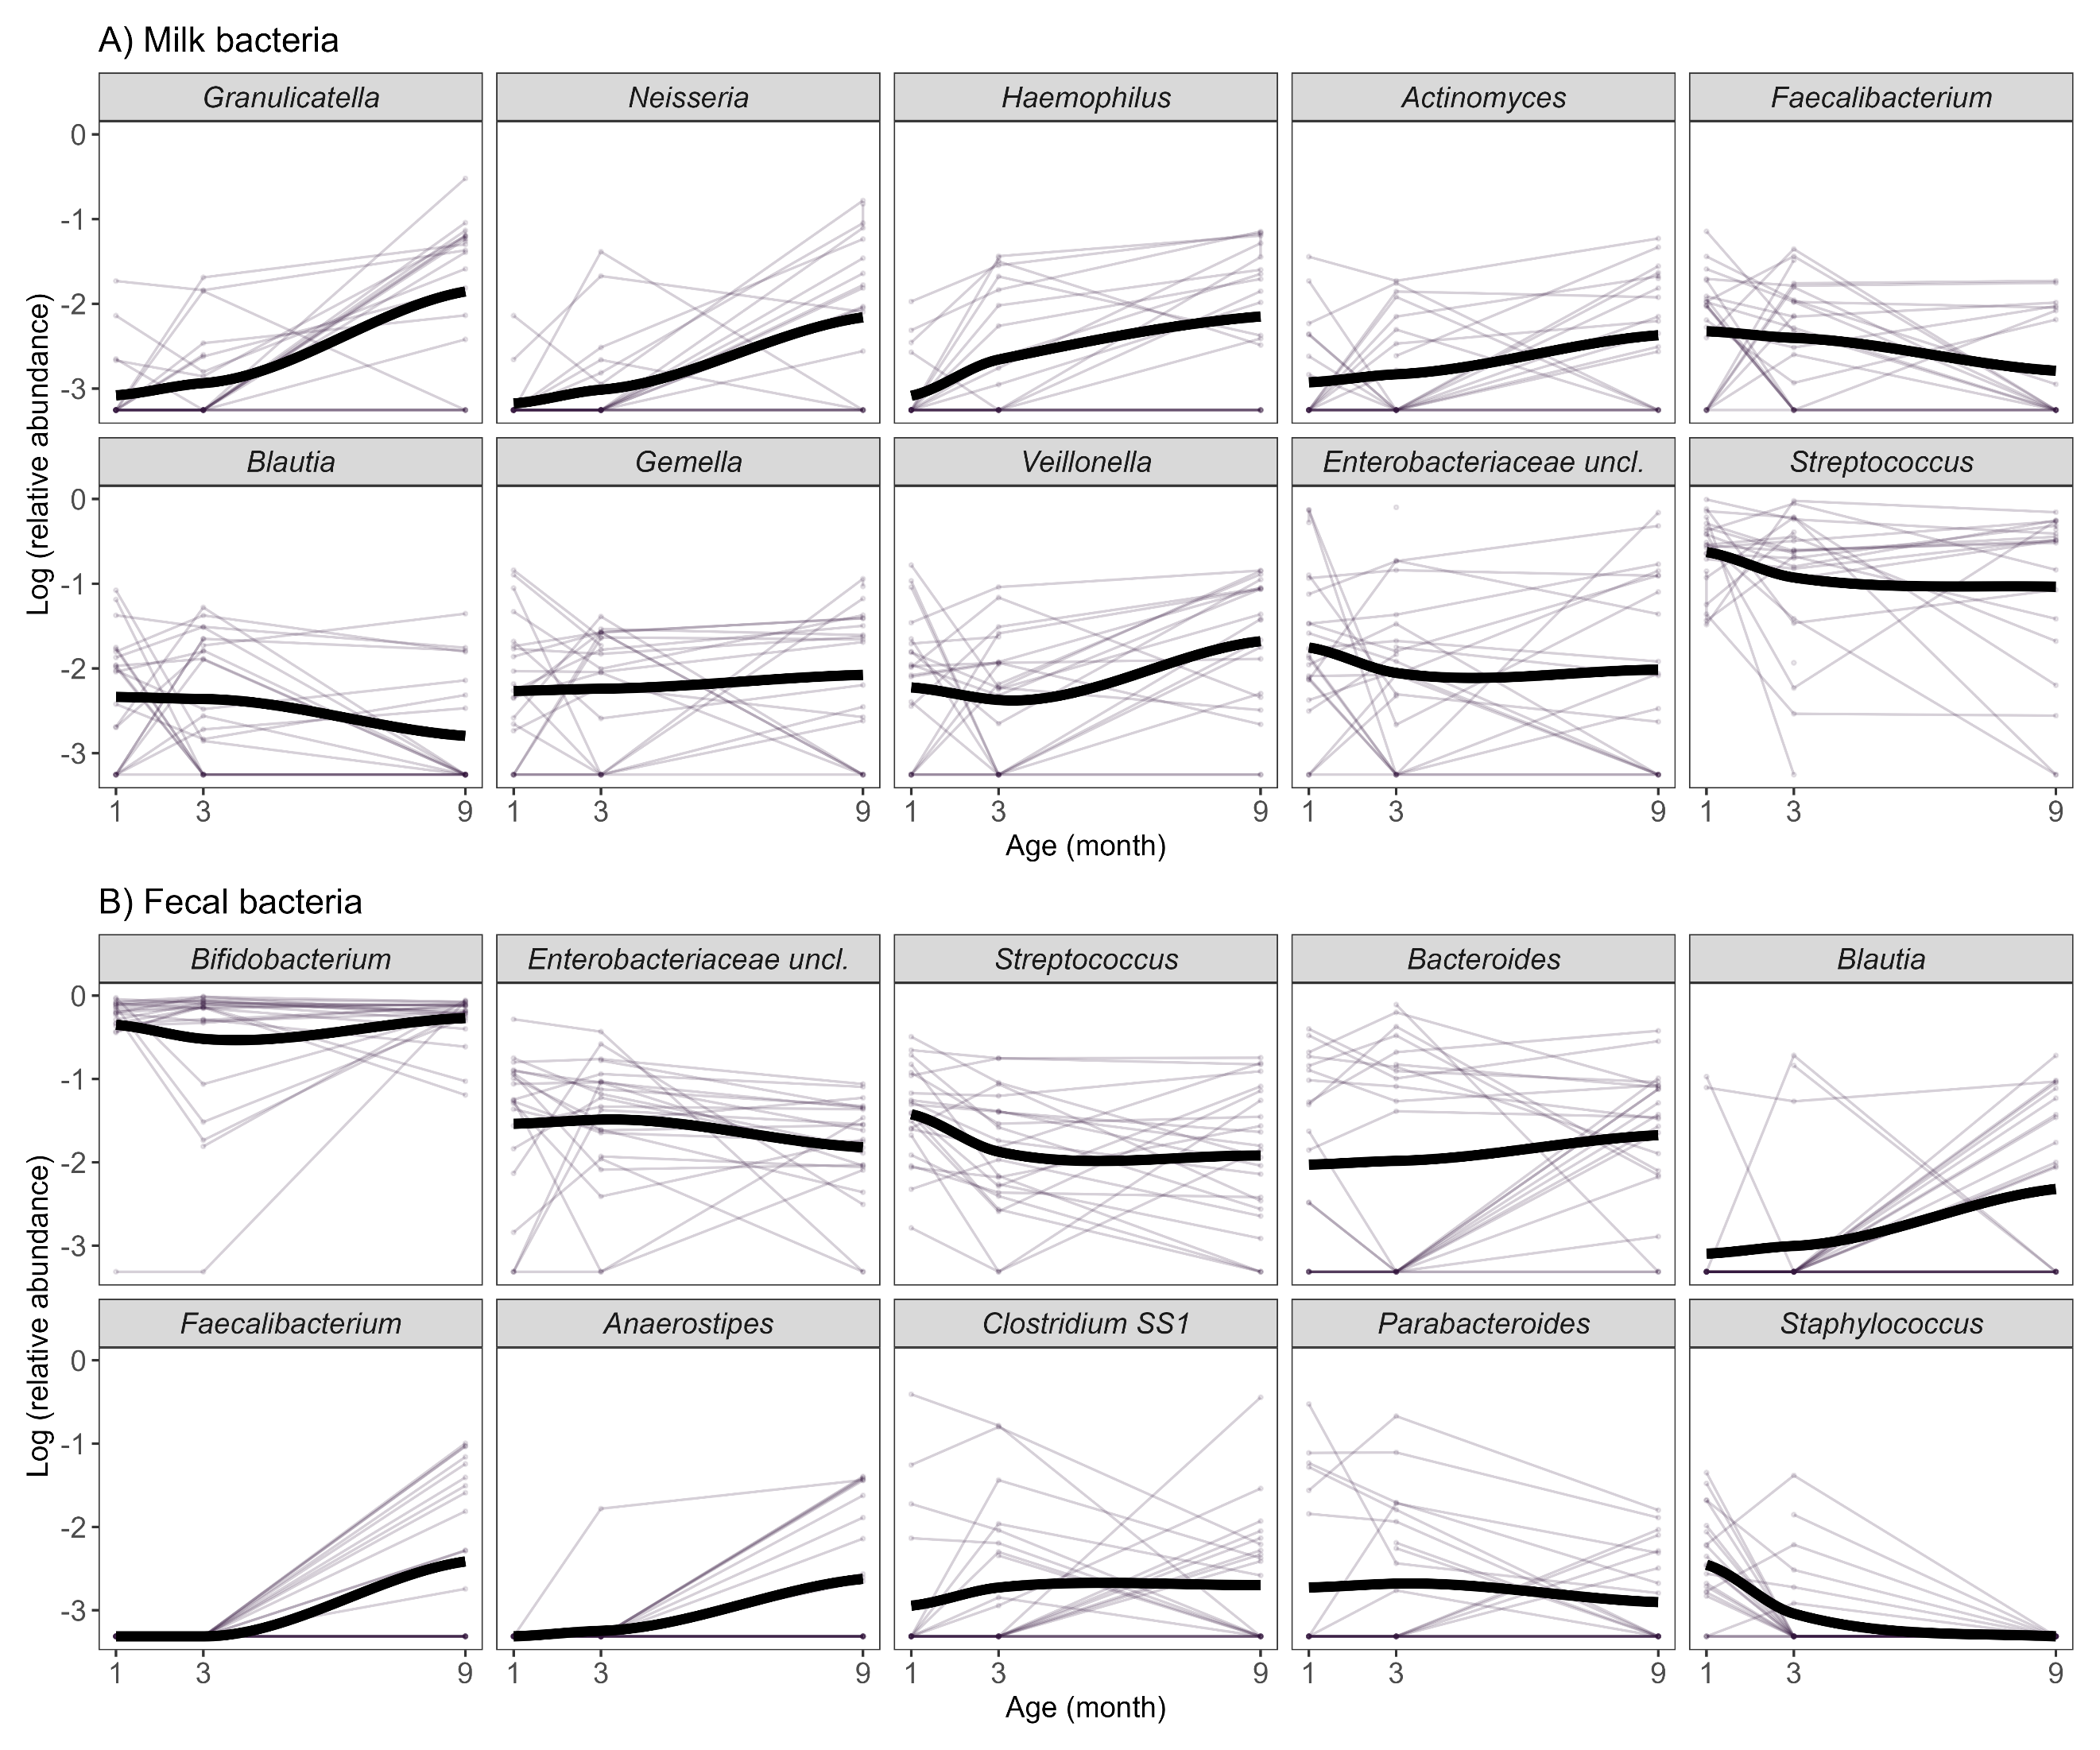 A) Milk bacteria
Granulicatella Neisseria Haemophilus Actinomyces Faecalibacterium
0
-1
-2
-3
Blautia Gemella Veillonella Enterobacteriaceae uncl. Streptococcus
0
-1
-2
-3
Log (relative abundance)
1 3 9 1 3 9 1 3 9 1 3 9 1 3 9
Age (month)
B) Fecal bacteria
Bifidobacterium Enterobacteriaceae uncl. Streptococcus Bacteroides Blautia
0
-1
-2
-3
Faecalibacterium Anaerostipes Clostridium SS1 Parabacteroides Staphylococcus
0
-1
-2
-3
Log (relative abundance)
1 3 9 1 3 9 1 3 9 1 3 9 1 3 9
Age (month)